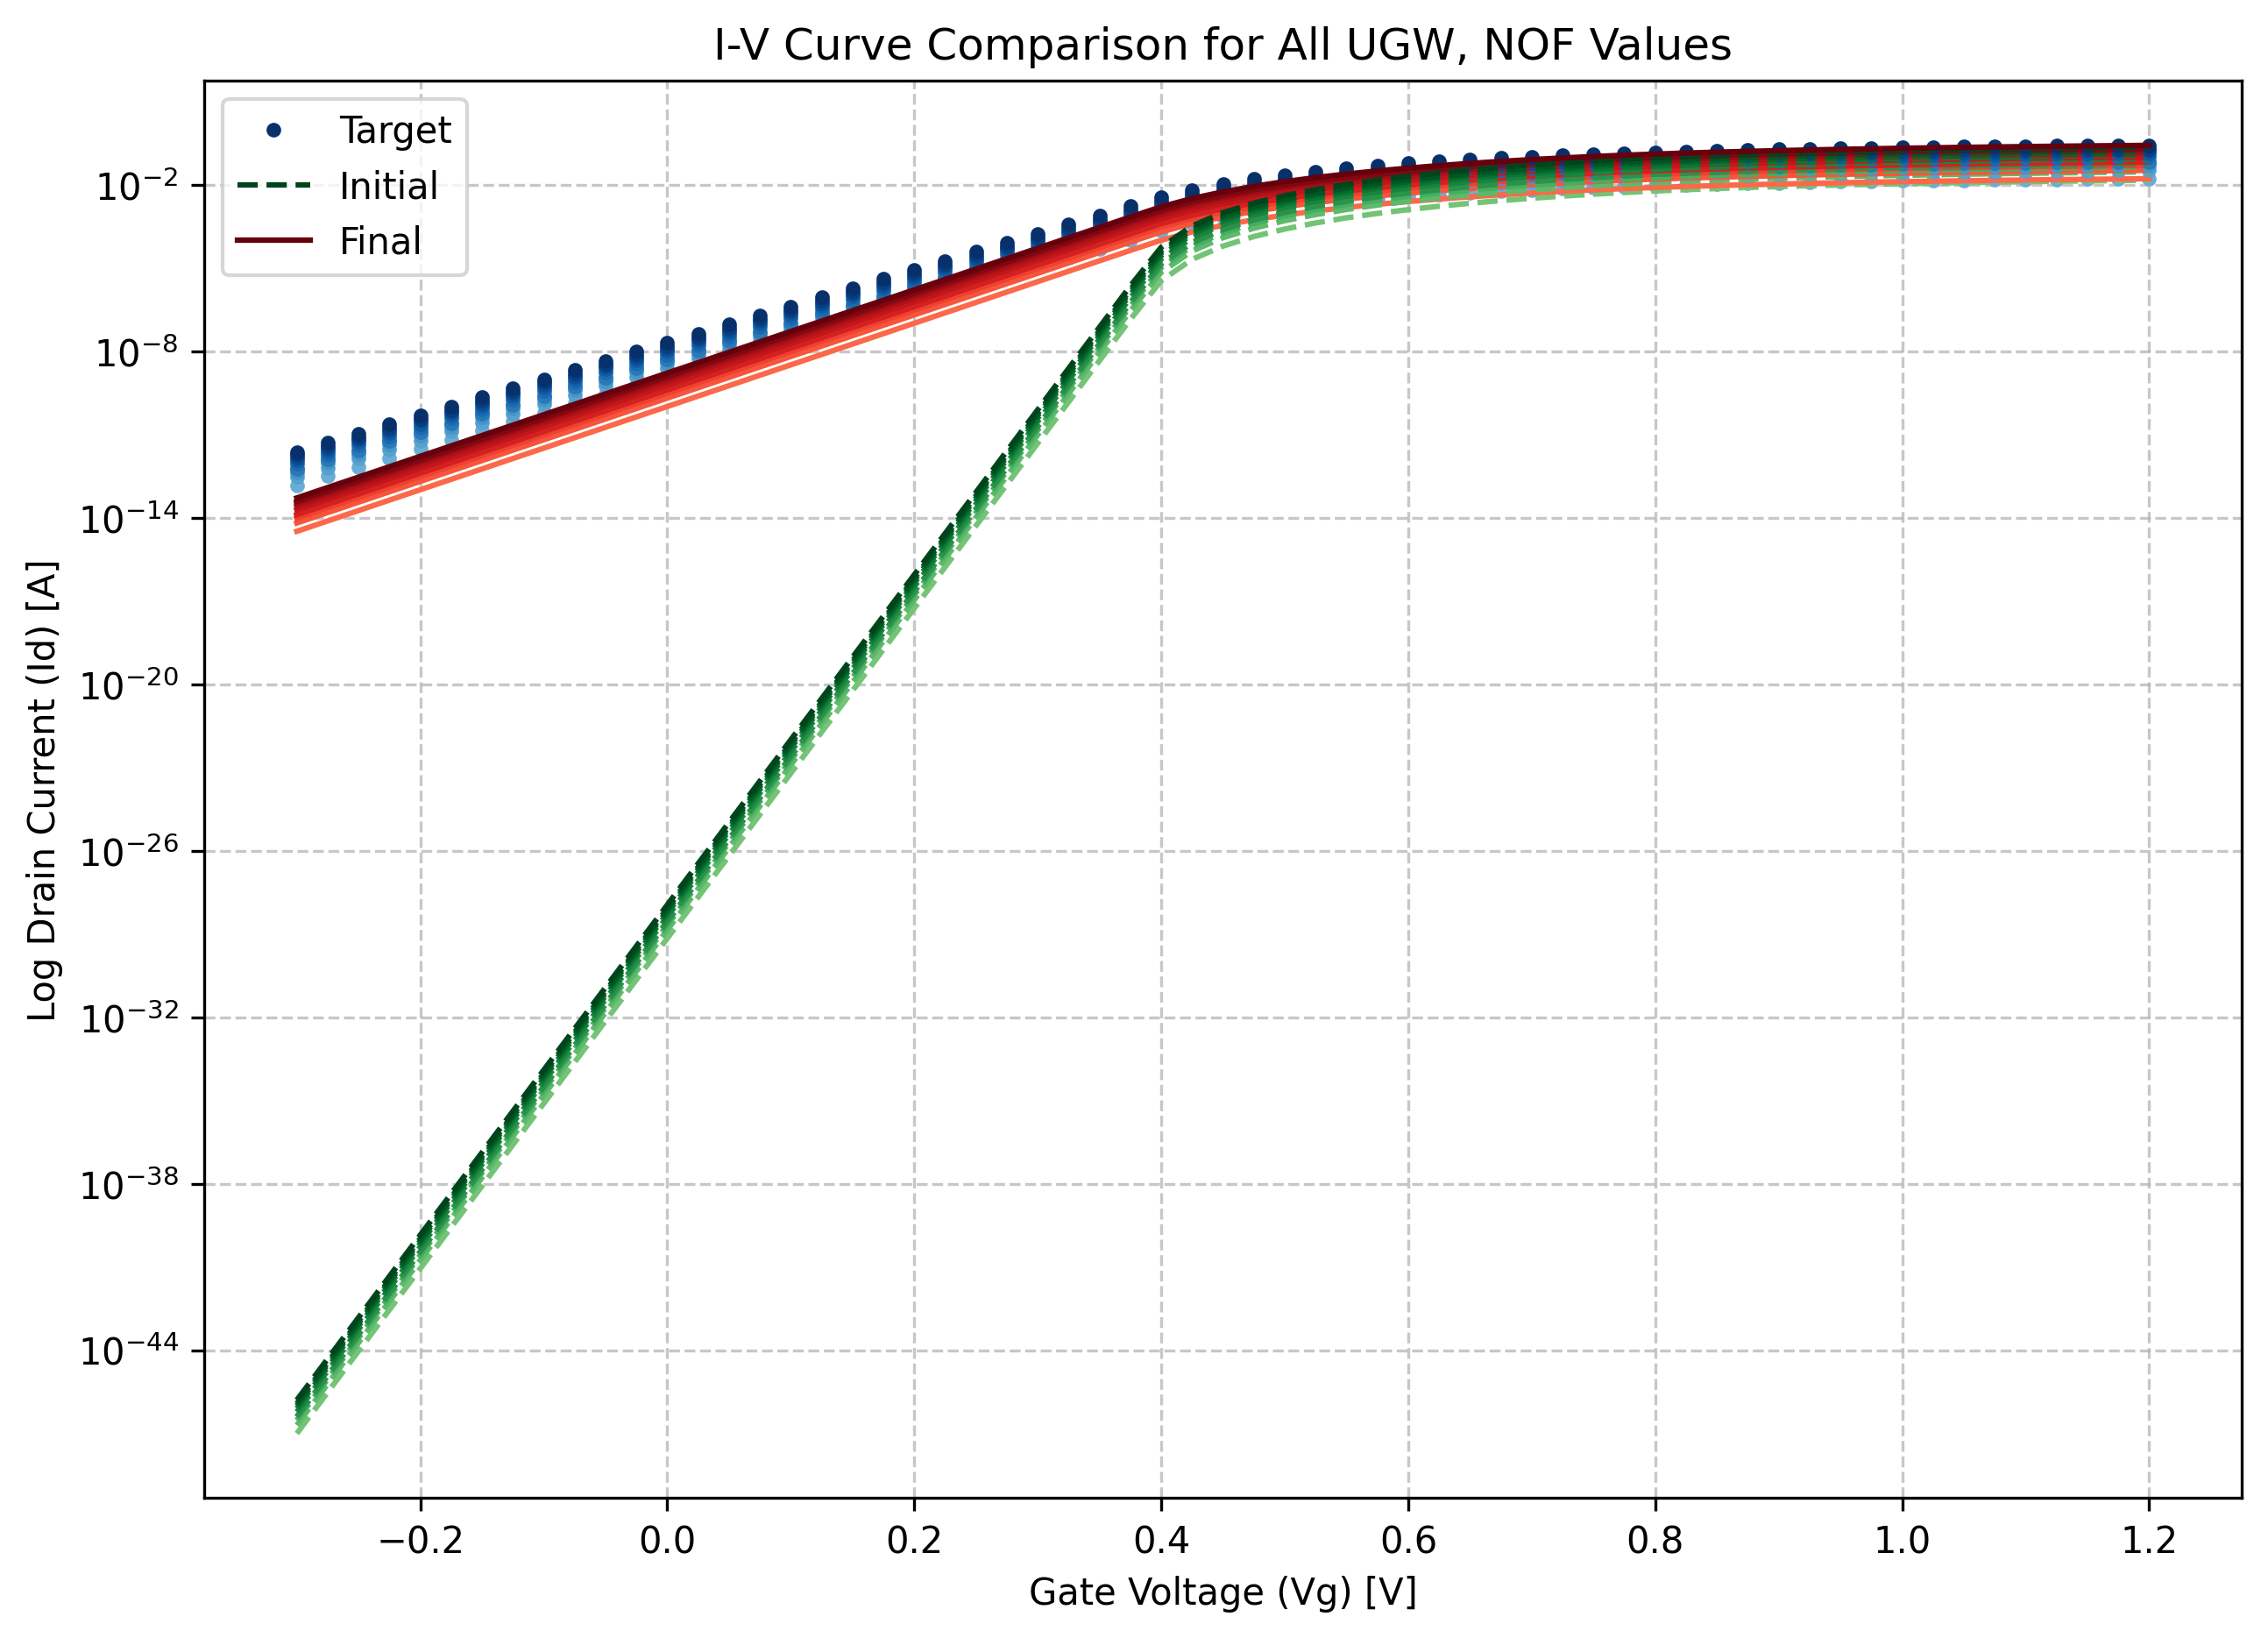 I-V Curve Comparison for All UGW, NOF Values
Target
Initial
Final
Log Drain Current (Id) [A]
10⁻²
10⁻⁸
10⁻¹⁴
10⁻²⁰
10⁻²⁶
10⁻³²
10⁻³⁸
10⁻⁴⁴
−0.2 0.0 0.2 0.4 0.6 0.8 1.0 1.2
Gate Voltage (Vg) [V]